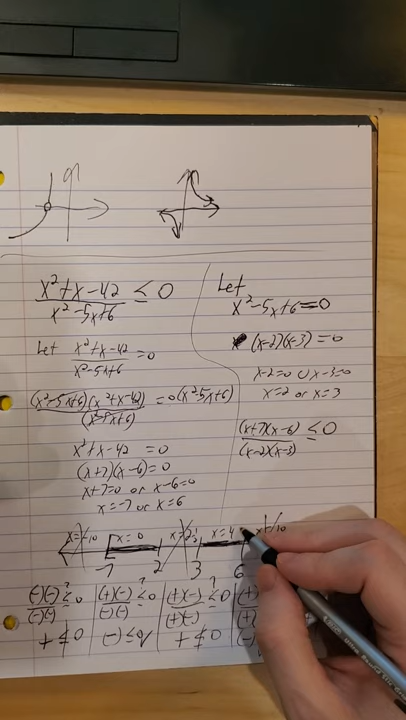 x²+x-42 / x²-5x+6 ≤ 0
Let x²+x-42 / x²-5x+6 = 0
(x²-5x+6)(x²+x-42) / (x²-5x+6) = 0(x²-5x+6)
x²+x-42 = 0
(x+7)(x-6) = 0
x+7=0 or x-6=0
x=-7 or x=6
Let
x²-5x+6=0
(x-2)(x-3)=0
x-2=0 U x-3=0
x=2 or x=3
(x+7)(x-6) / (x-2)(x-3) ≤ 0
x=-10 x=0 x=4
-7 2 3 6
(-)(-) / (-)(-) ≤ 0 (+)(-) / (-)(-) ≤ 0 (+)(-) / (+)(-) ≤ 0
+ ≰ 0 (-) ≤ 0 + ≰ 0